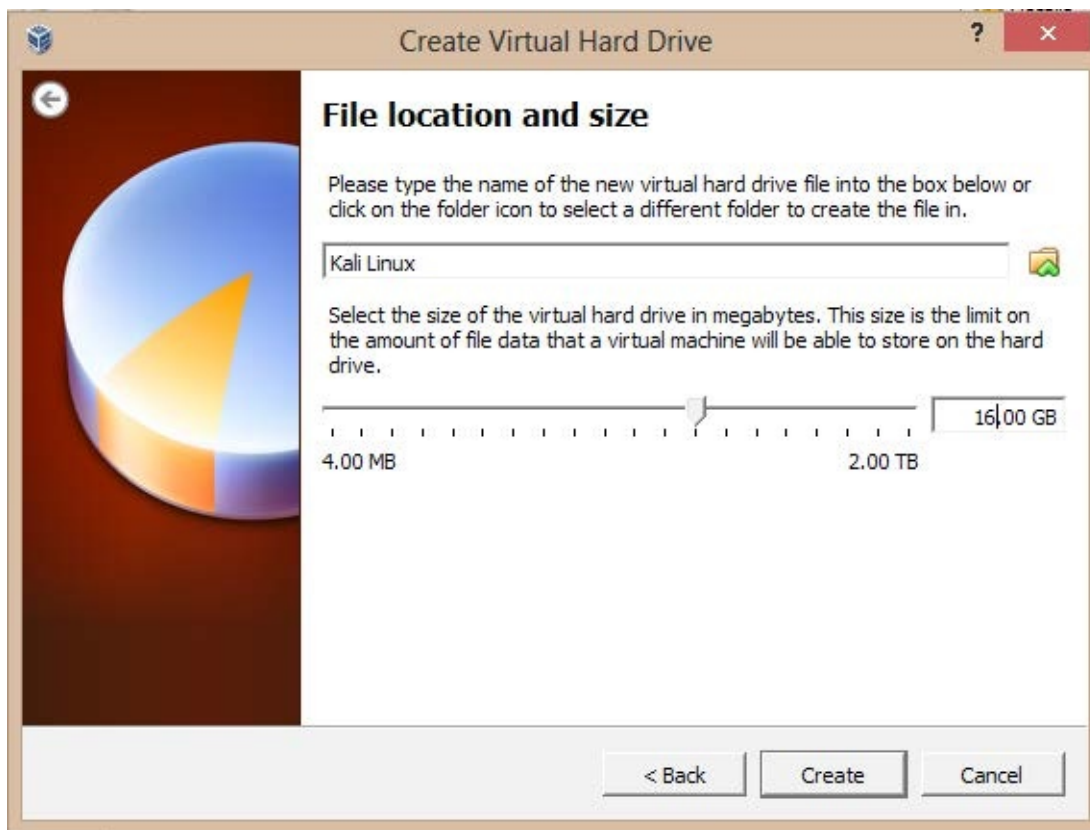 Create Virtual Hard Drive
?
File location and size
Please type the name of the new virtual hard drive file into the box below or
click on the folder icon to select a different folder to create the file in.
Kali Linux
Select the size of the virtual hard drive in megabytes. This size is the limit on
the amount of file data that a virtual machine will be able to store on the hard
drive.
16.00 GB
4.00 MB
2.00 TB
< Back
Create
Cancel